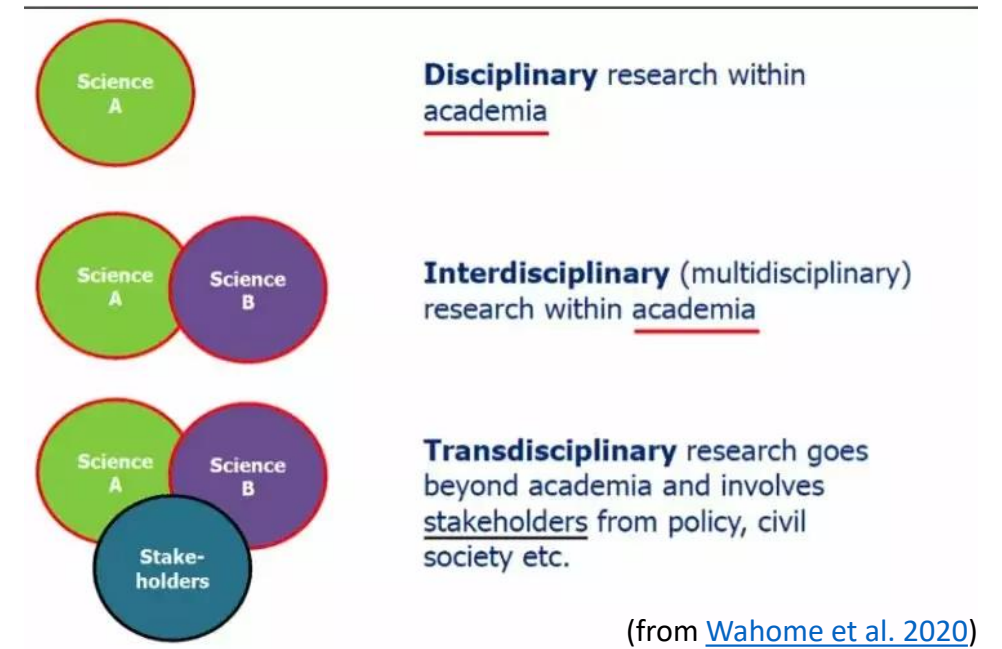 Science
A
Disciplinary research within
academia
Science
A
Science
B
Interdisciplinary (multidisciplinary)
research within academia
Science
A
Science
B
Stake-
holders
Transdisciplinary research goes
beyond academia and involves
stakeholders from policy, civil
society etc.
(from Wahome et al. 2020)